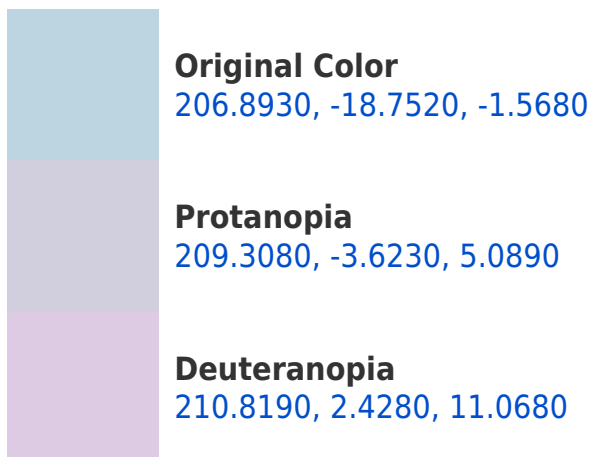 Original Color
206.8930, -18.7520, -1.5680
Protanopia
209.3080, -3.6230, 5.0890
Deuteranopia
210.8190, 2.4280, 11.0680